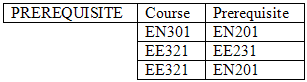 PREREQUISITE Course Prerequisite
EN301 EN201
EE321 EE231
EE321 EN201